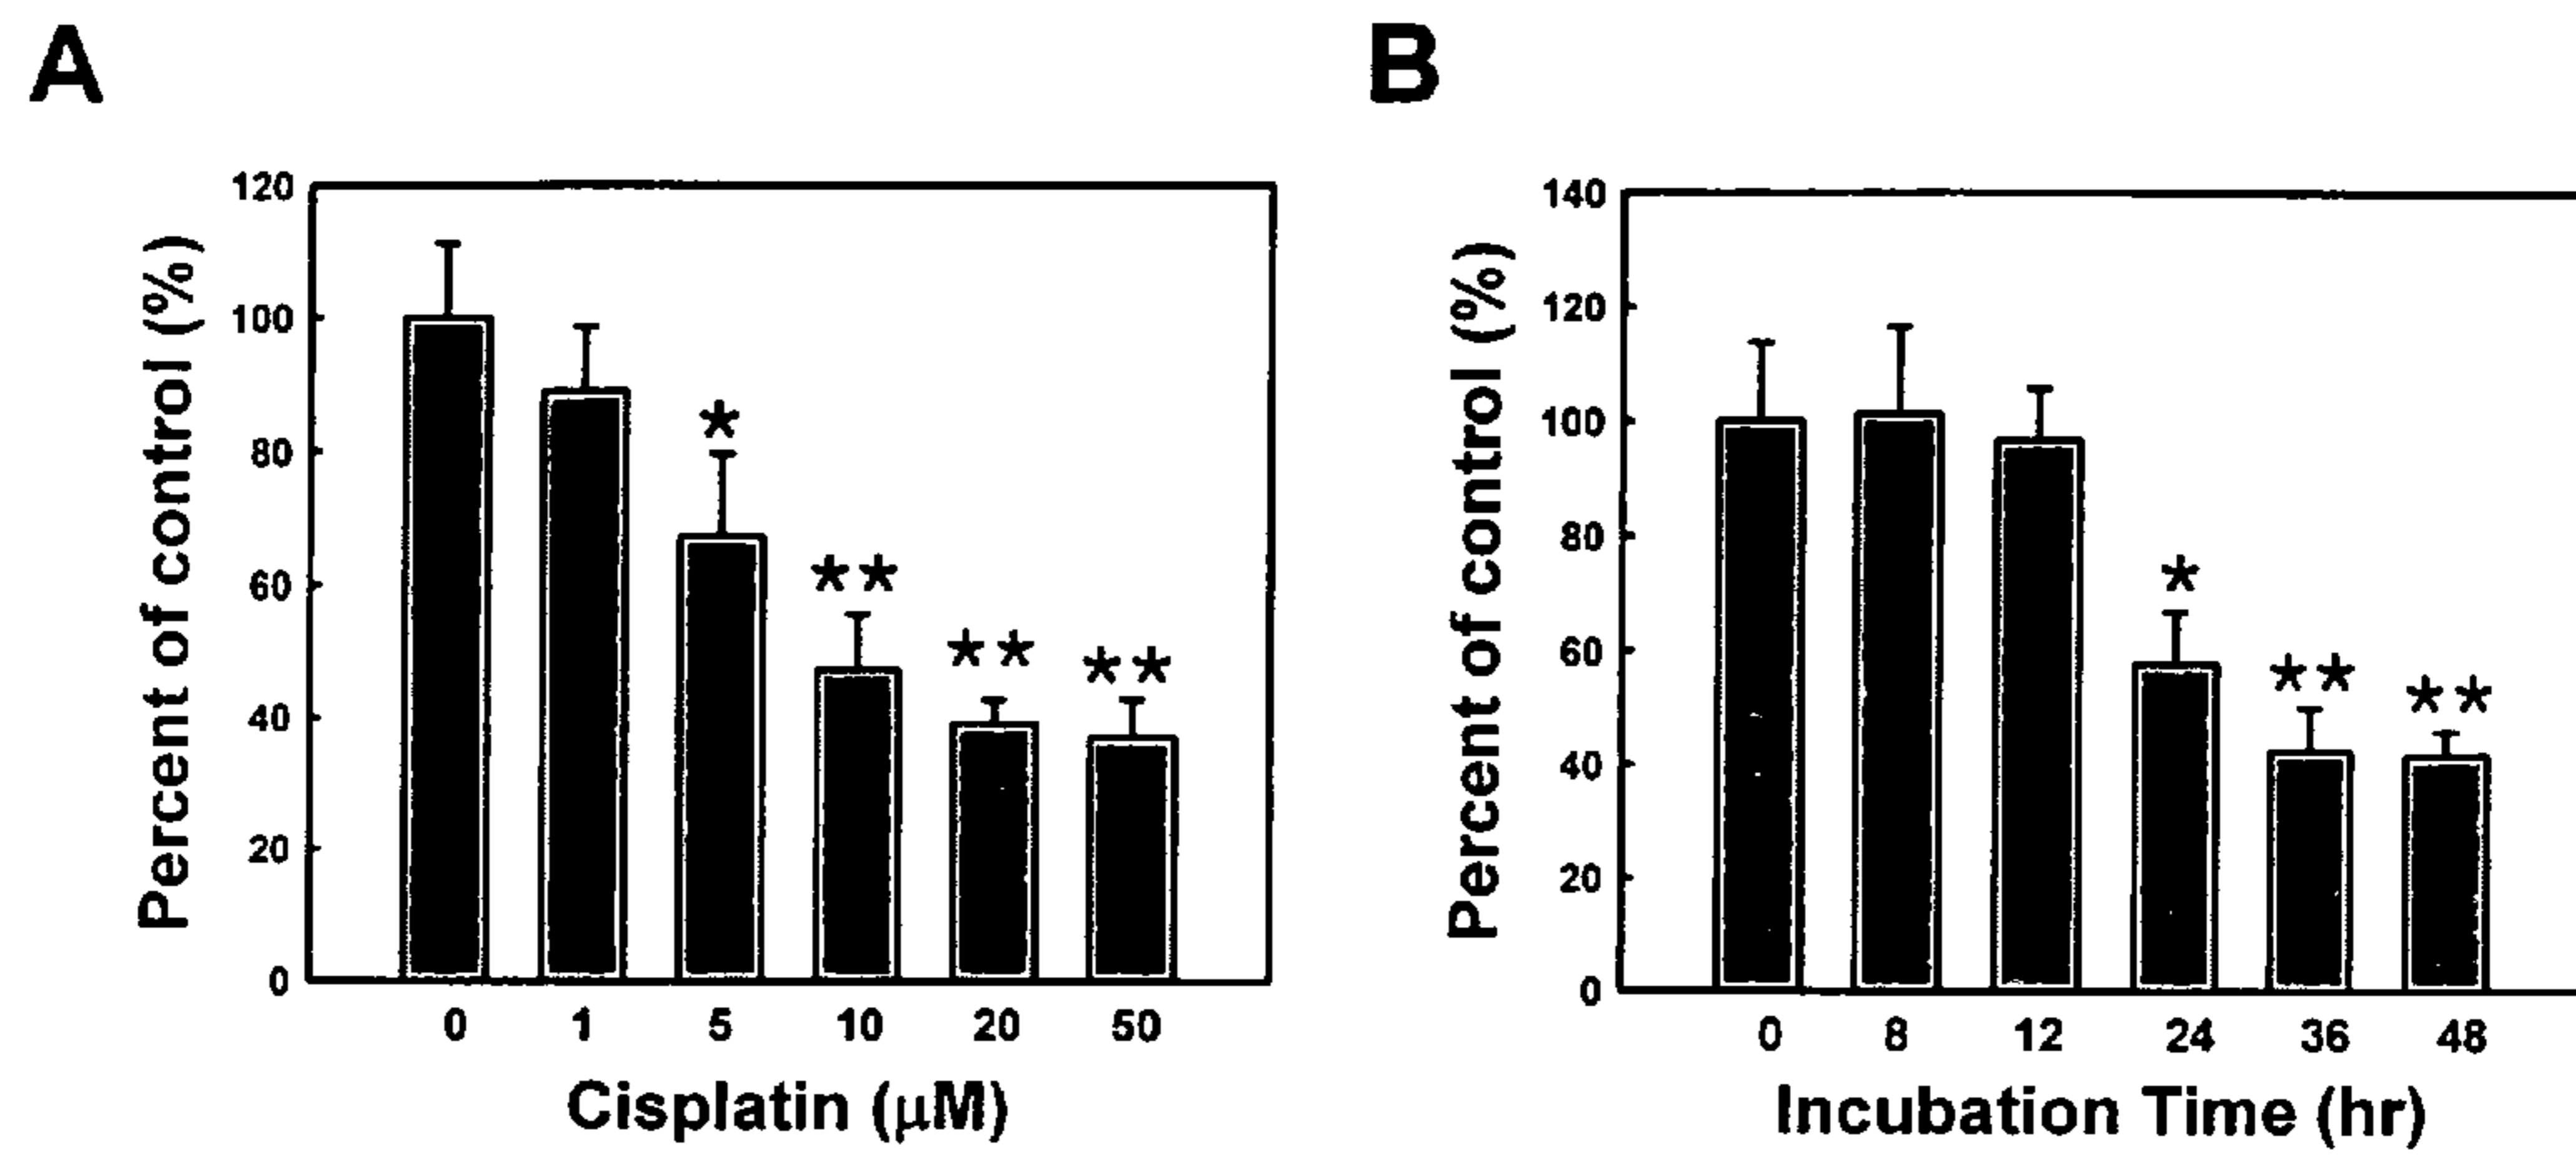 A
B
Percent of control (%)
120
100
80
60
40
20
0
*
**
**
**
0 1 5 10 20 50
Cisplatin (μM)
Percent of control (%)
140
120
100
80
60
40
20
0
*
**
**
0 8 12 24 36 48
Incubation Time (hr)